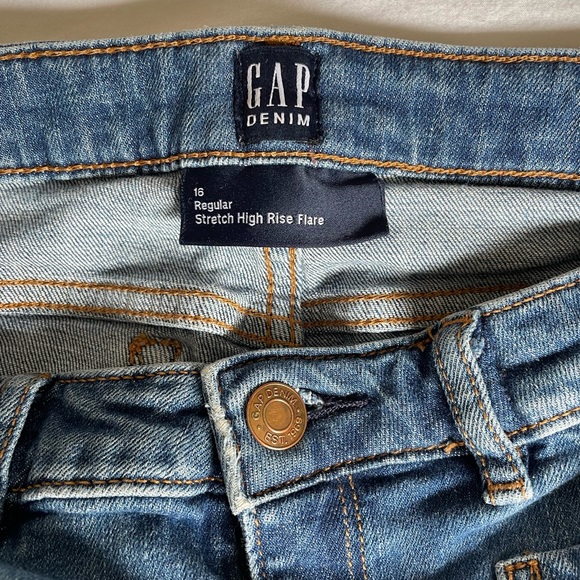 GAP
DENIM
16
Regular
Stretch High Rise Flare
GAP DENIM
EST. 1969